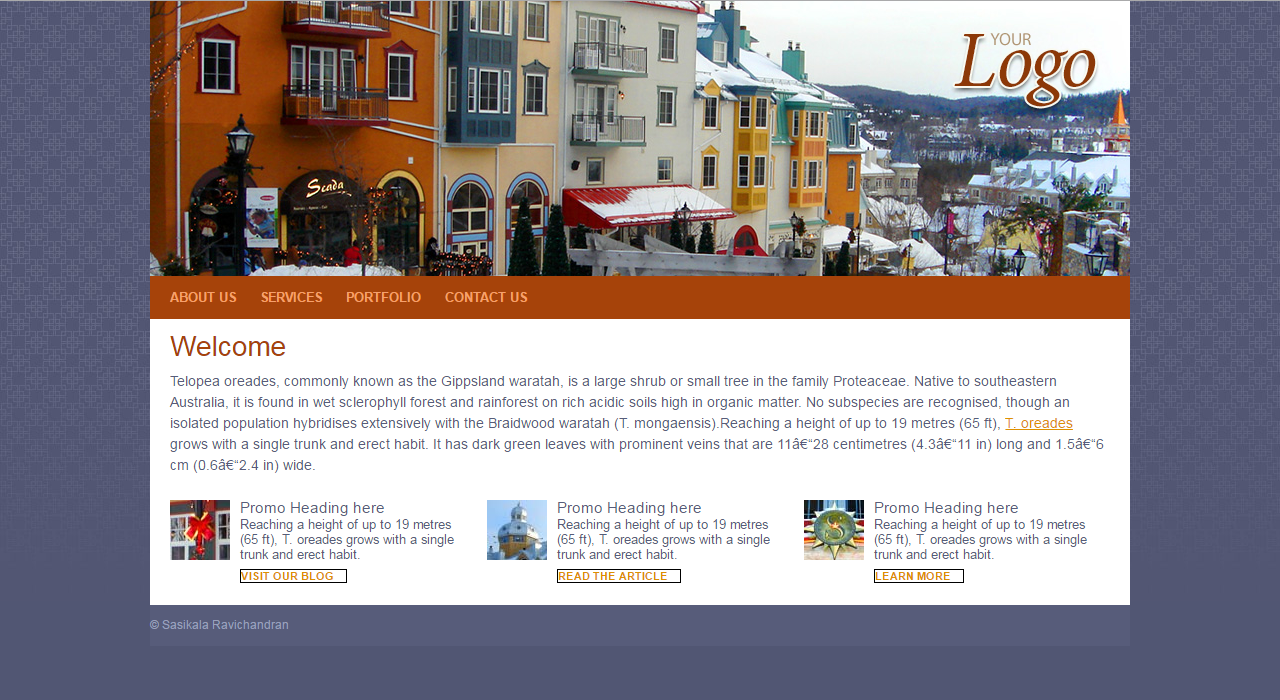 YOUR
Logo
Scada
ABOUT US SERVICES PORTFOLIO CONTACT US
Welcome
Telopea oreades, commonly known as the Gippsland waratah, is a large shrub or small tree in the family Proteaceae. Native to southeastern
Australia, it is found in wet sclerophyll forest and rainforest on rich acidic soils high in organic matter. No subspecies are recognised, though an
isolated population hybridises extensively with the Braidwood waratah (T. mongaensis).Reaching a height of up to 19 metres (65 ft), T. oreades
grows with a single trunk and erect habit. It has dark green leaves with prominent veins that are 11â€“28 centimetres (4.3â€“11 in) long and 1.5â€“6
cm (0.6â€“2.4 in) wide.
Promo Heading here
Reaching a height of up to 19 metres
(65 ft), T. oreades grows with a single
trunk and erect habit.
VISIT OUR BLOG
Promo Heading here
Reaching a height of up to 19 metres
(65 ft), T. oreades grows with a single
trunk and erect habit.
READ THE ARTICLE
Promo Heading here
Reaching a height of up to 19 metres
(65 ft), T. oreades grows with a single
trunk and erect habit.
LEARN MORE
© Sasikala Ravichandran